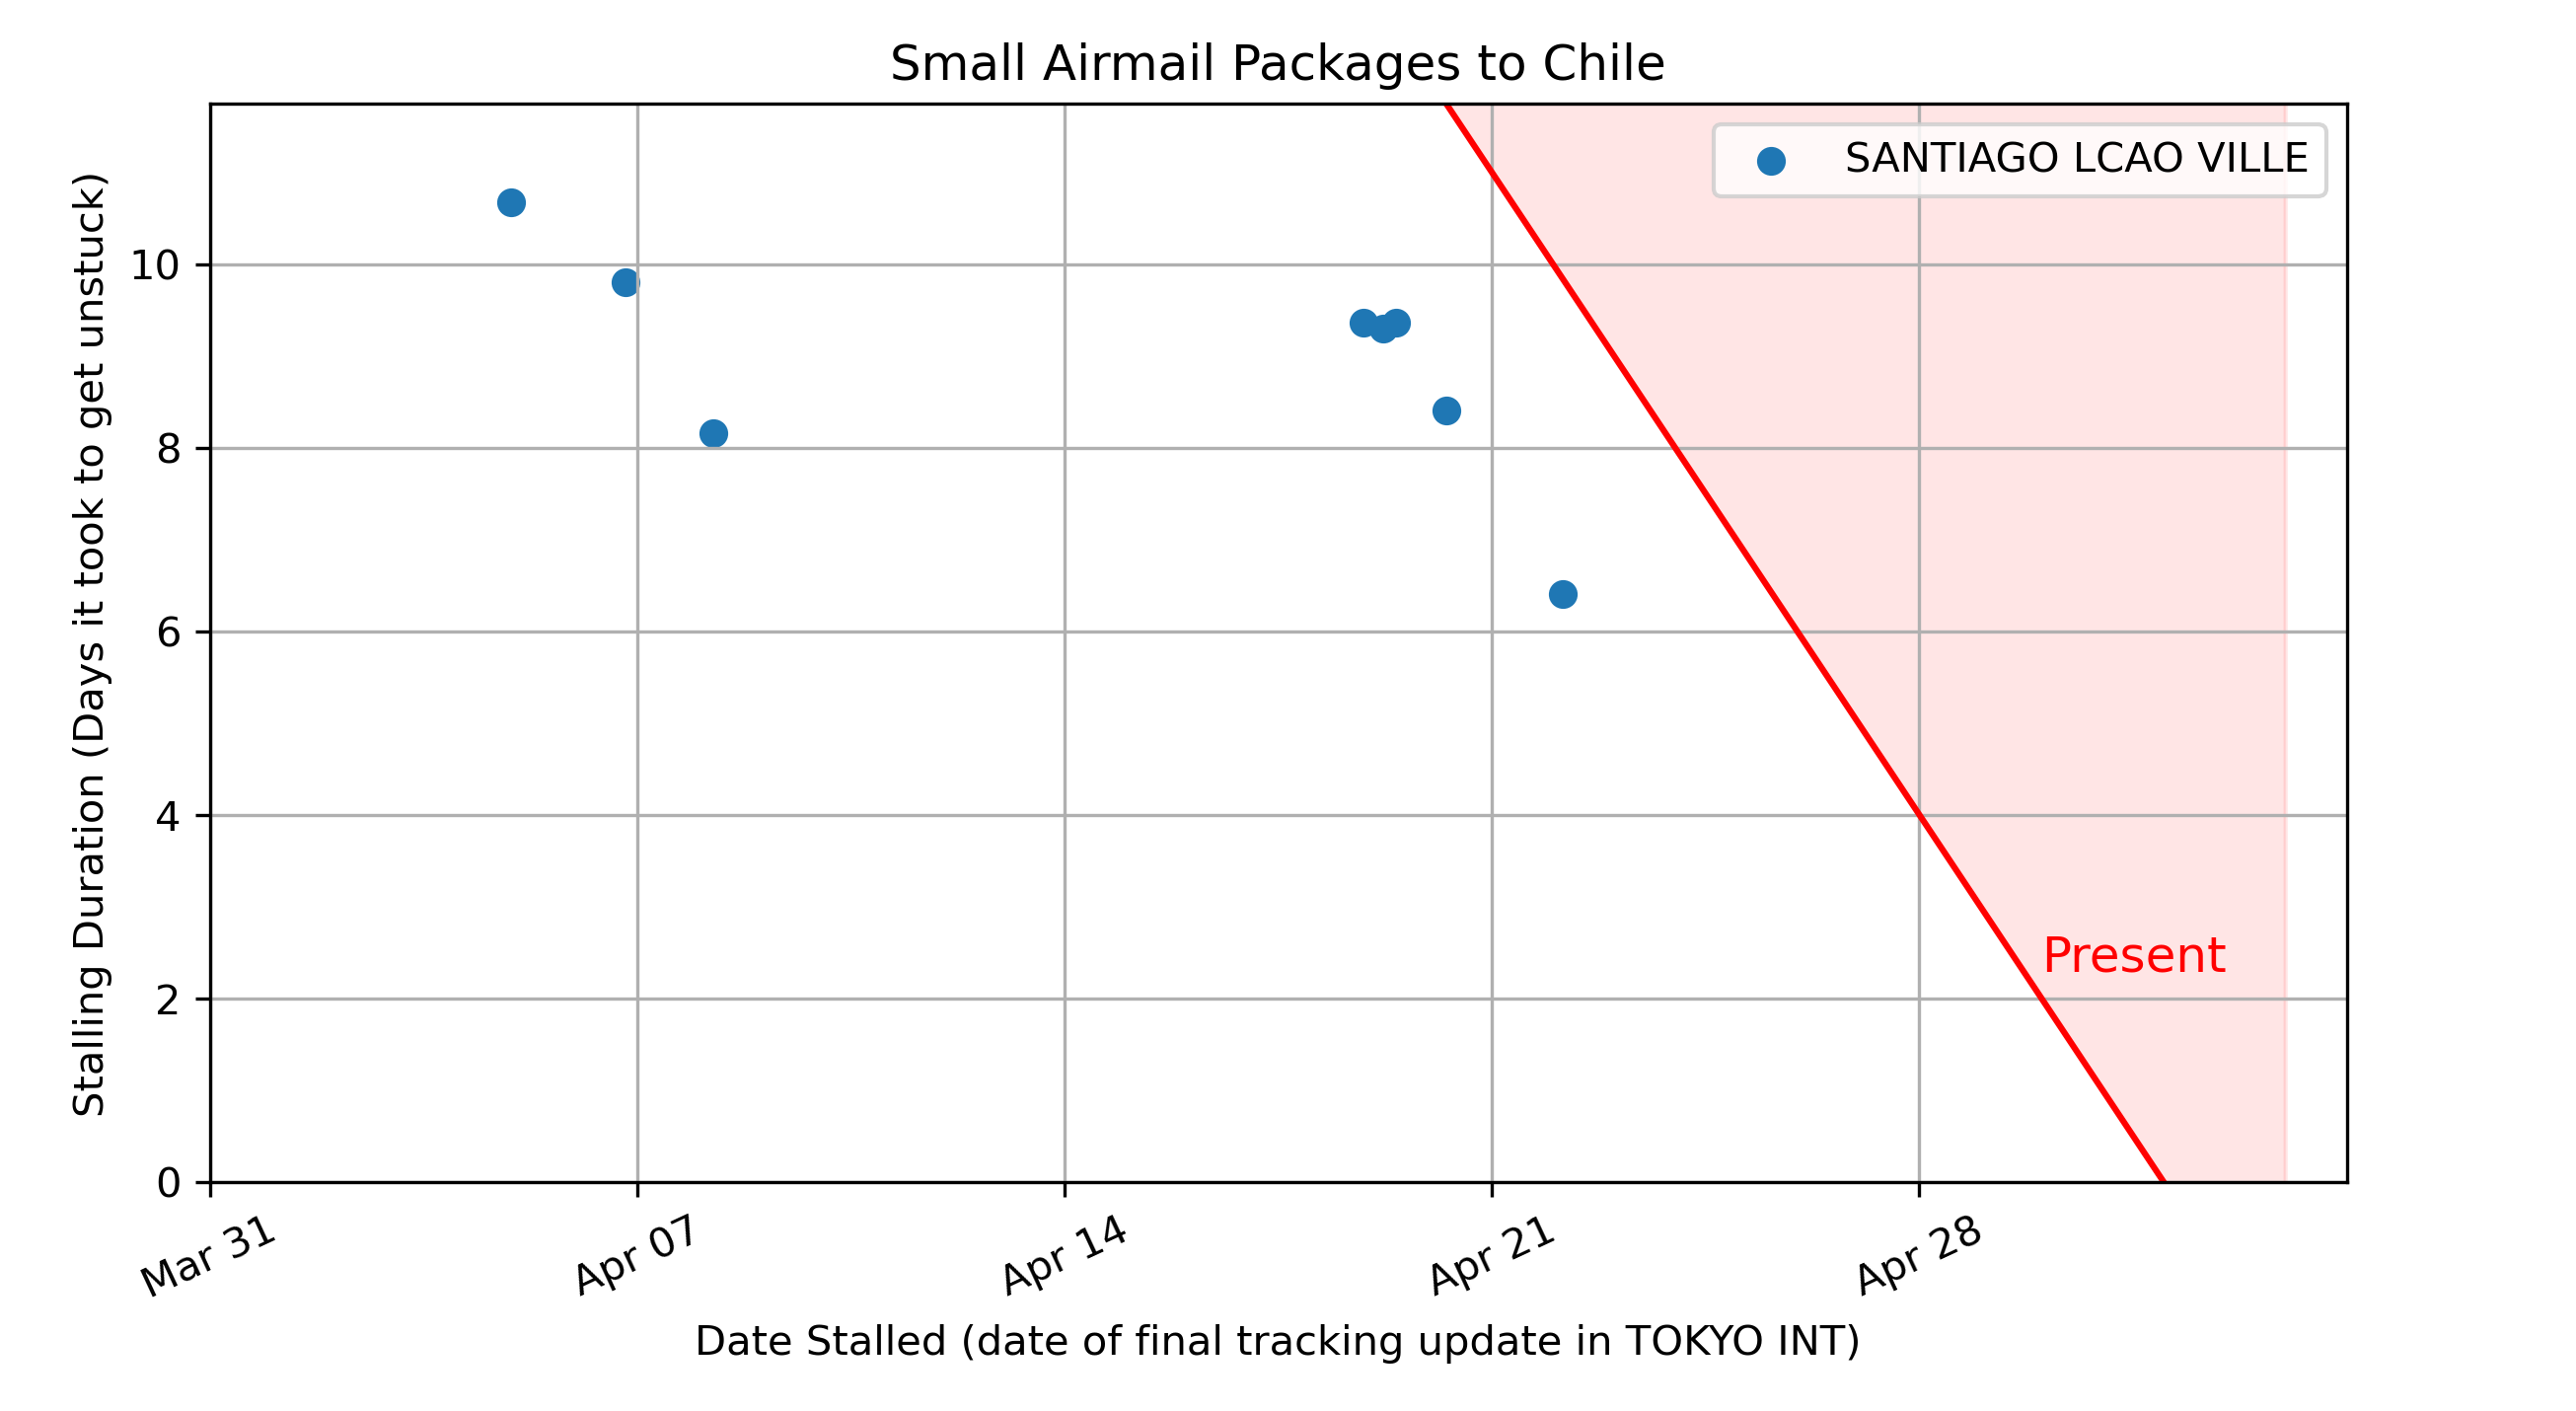 Small Airmail Packages to Chile
SANTIAGO LCAO VILLE
Stalling Duration (Days it took to get unstuck)
10
8
6
4
2
0
Present
Mar 31
Apr 07
Apr 14
Apr 21
Apr 28
Date Stalled (date of final tracking update in TOKYO INT)